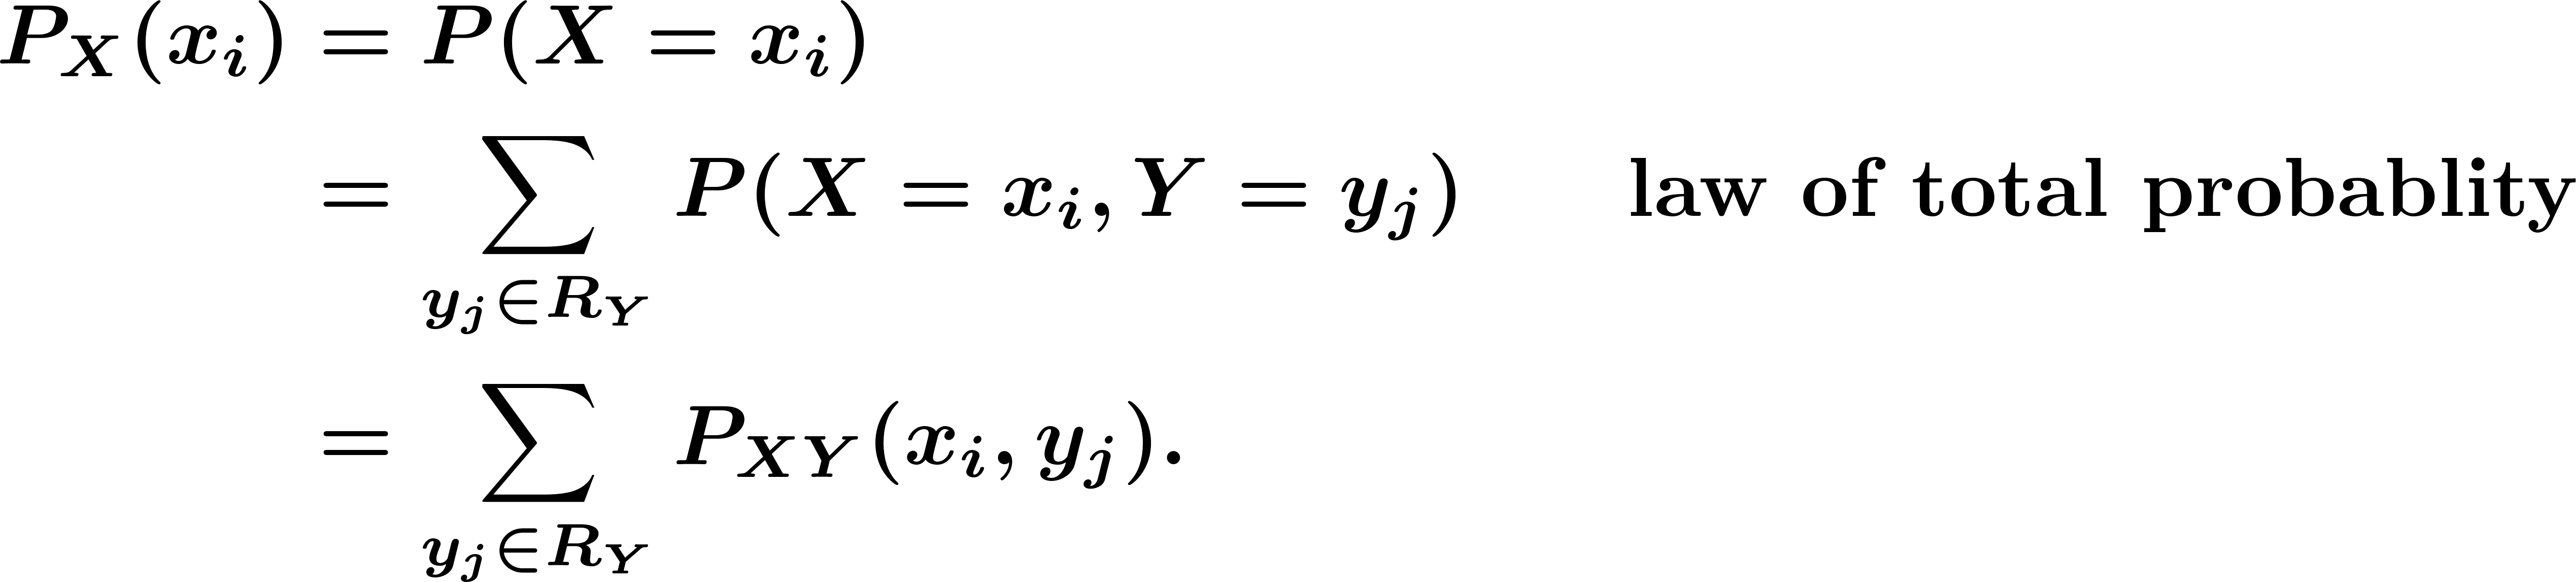 P_X(x_i) = P(X = x_i)
= ∑_{y_j∈R_Y} P(X = x_i, Y = y_j) law of total probablity
= ∑_{y_j∈R_Y} P_{XY}(x_i, y_j).